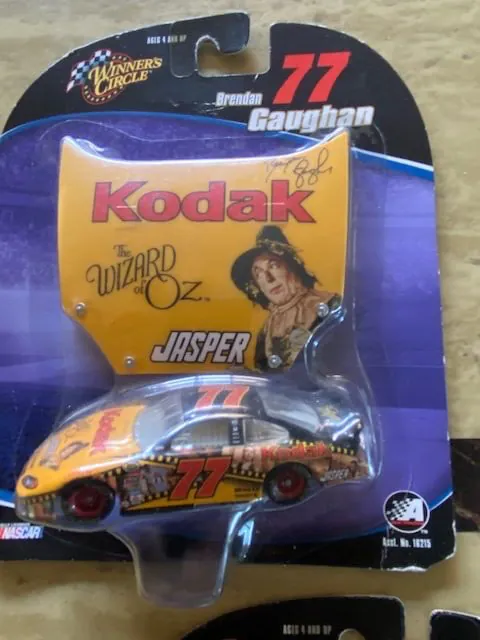 AGES 4 AND UP
WINNER'S
CIRCLE
Brendan 77
Gaughan
Kodak
The
WIZARD
of
OZ™
JASPER
77
Kodak
Kodak
77
JASPER
NASCAR
Asst. No. 16215
AGES 4 AND UP